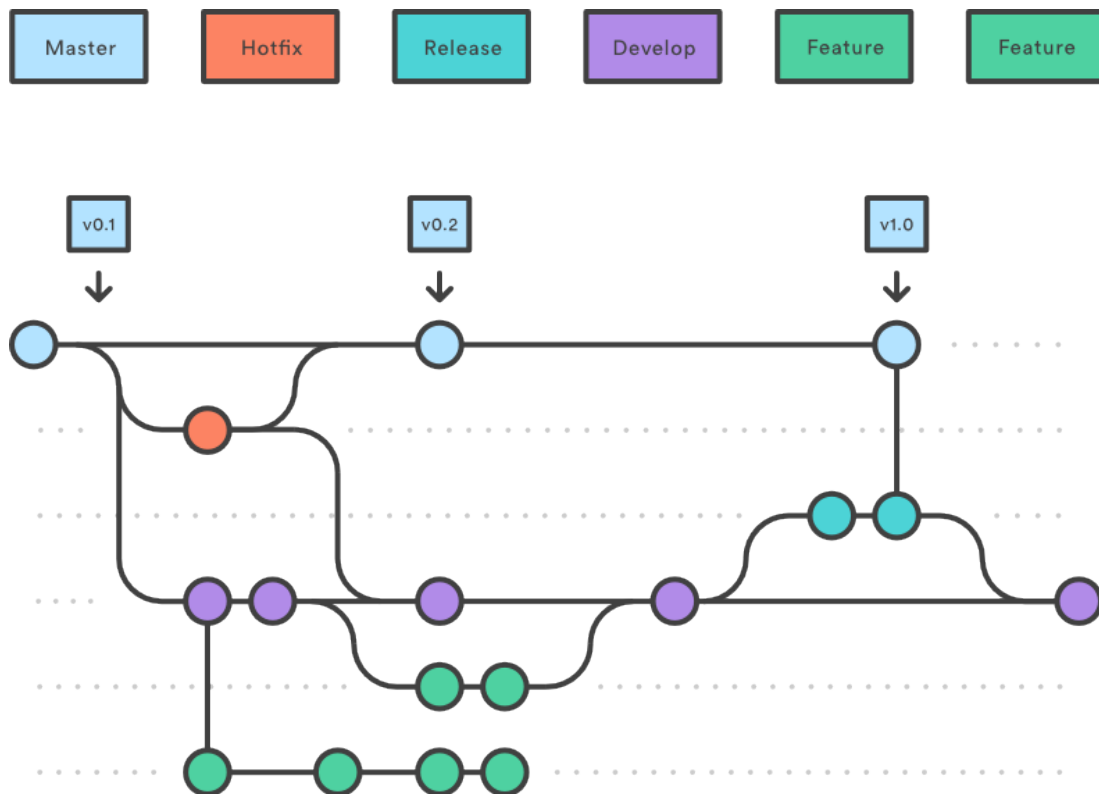 Master
Hotfix
Release
Develop
Feature
Feature
v0.1
v0.2
v1.0